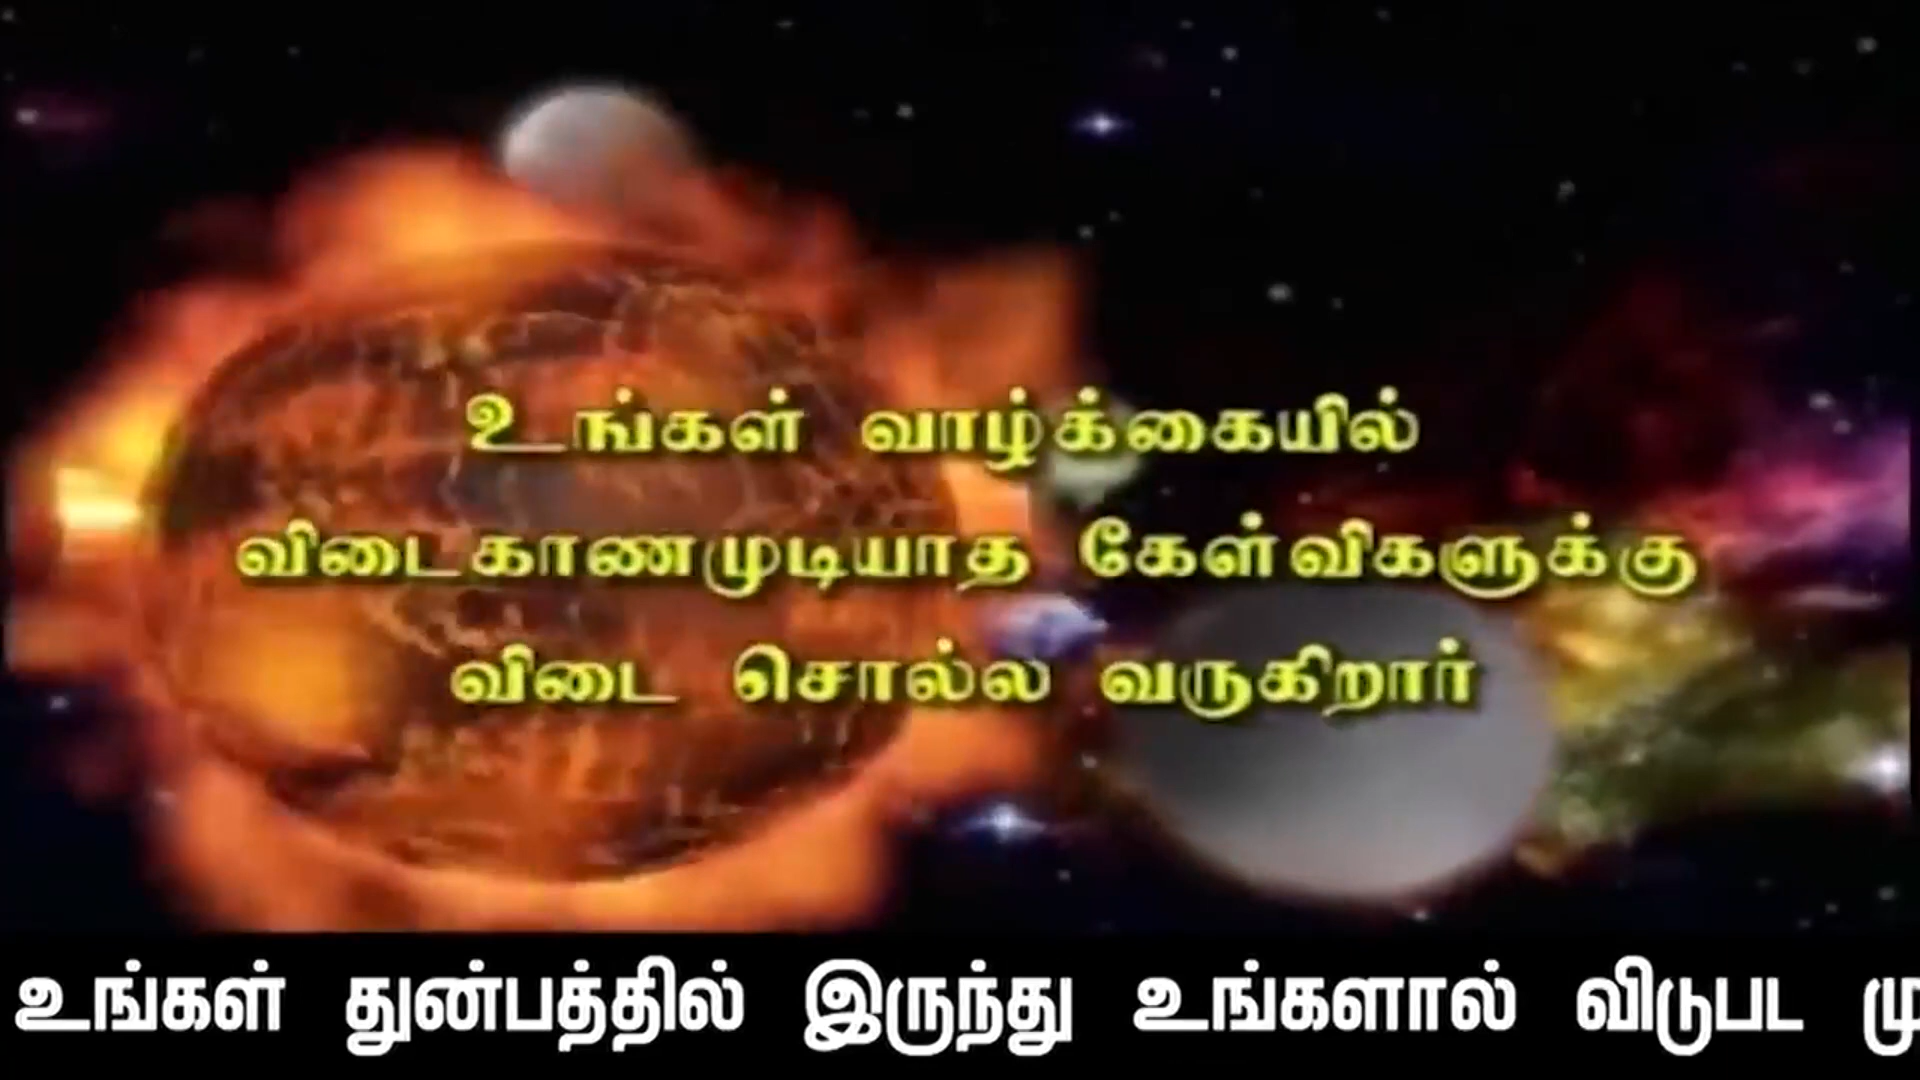 உங்கள் வாழ்க்கையில்
விடைகாணமுடியாத கேள்விகளுக்கு
விடை சொல்ல வருகிறார்
உங்கள் துன்பத்தில் இருந்து உங்களால் விடுபட